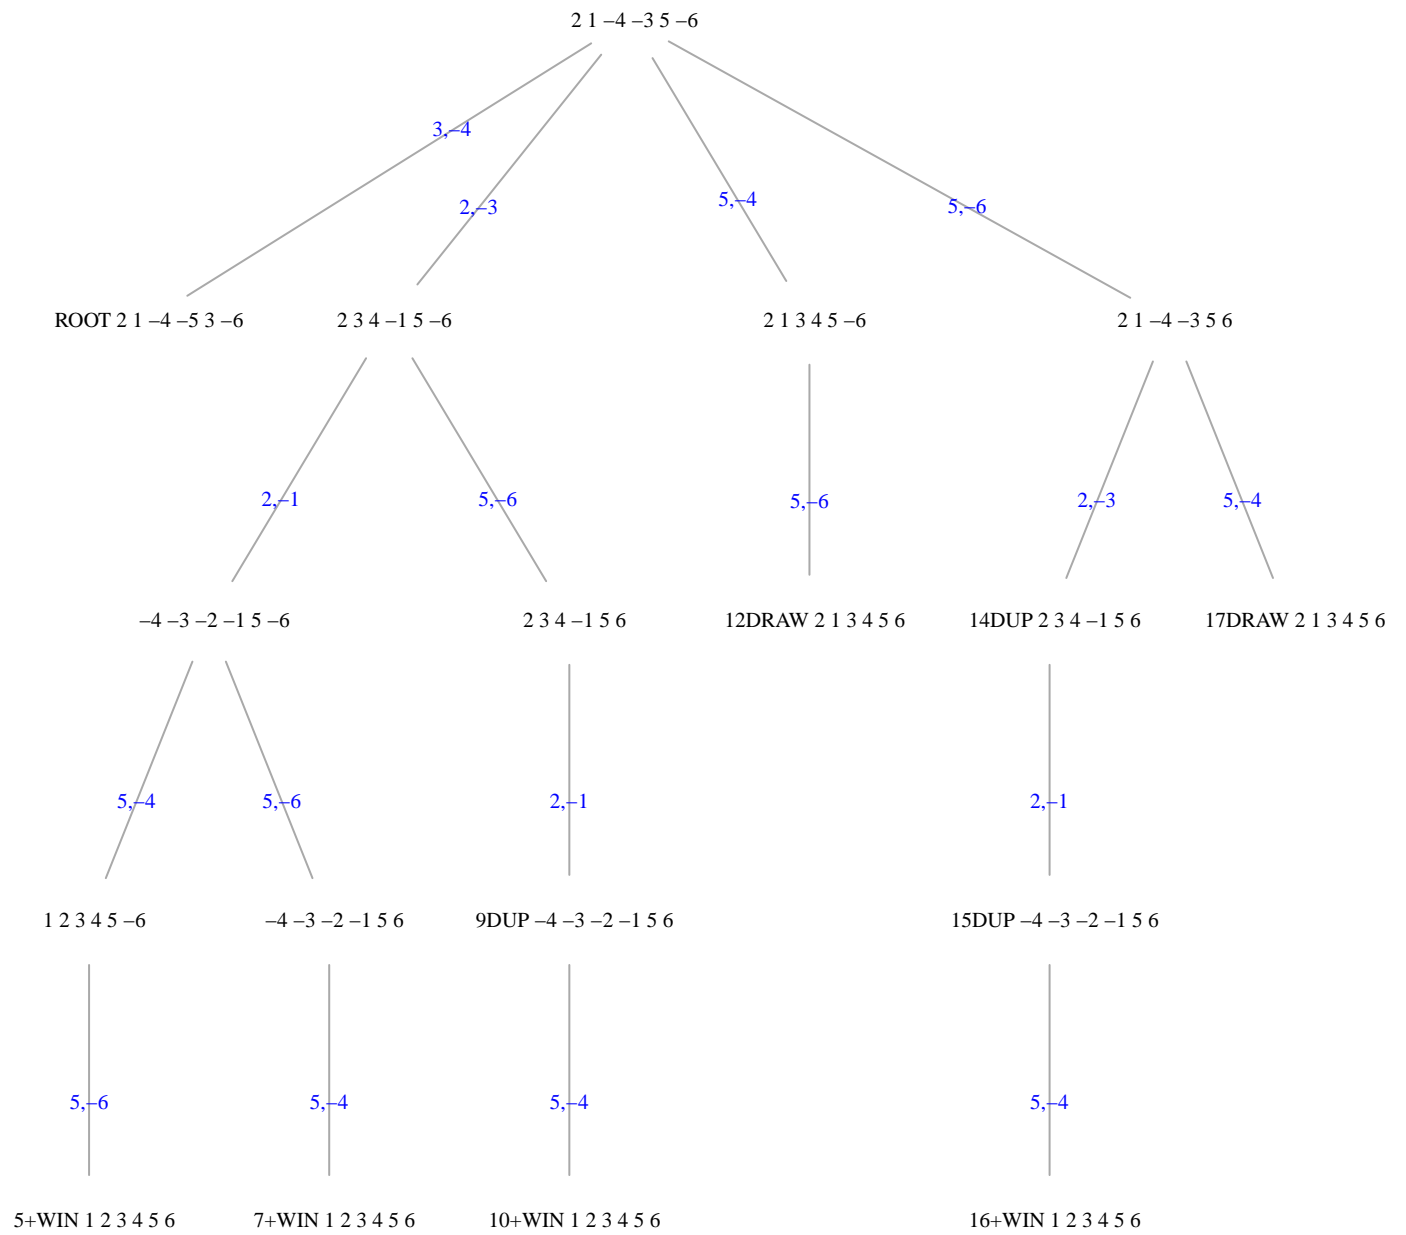 2 1 –4 –3 5 –6
3,–4
2,–3
5,–4
5,–6
ROOT 2 1 –4 –5 3 –6
2 3 4 –1 5 –6
2 1 3 4 5 –6
2 1 –4 –3 5 6
2,–1
5,–6
5,–6
2,–3
5,–4
–4 –3 –2 –1 5 –6
2 3 4 –1 5 6
12DRAW 2 1 3 4 5 6
14DUP 2 3 4 –1 5 6
17DRAW 2 1 3 4 5 6
5,–4
5,–6
2,–1
2,–1
1 2 3 4 5 –6
–4 –3 –2 –1 5 6
9DUP –4 –3 –2 –1 5 6
15DUP –4 –3 –2 –1 5 6
5,–6
5,–4
5,–4
5,–4
5+WIN 1 2 3 4 5 6
7+WIN 1 2 3 4 5 6
10+WIN 1 2 3 4 5 6
16+WIN 1 2 3 4 5 6